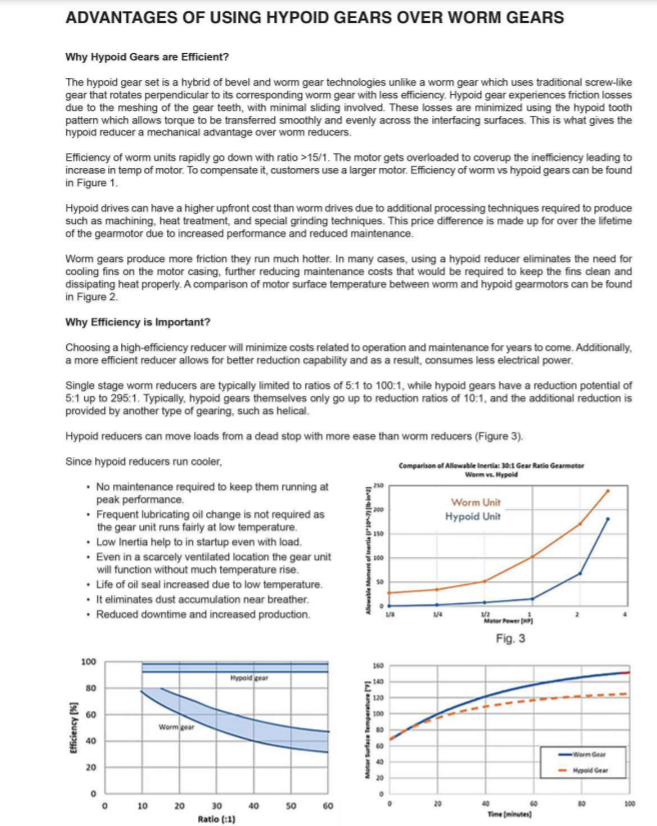 ADVANTAGES OF USING HYPOID GEARS OVER WORM GEARS
Why Hypoid Gears are Efficient?
The hypoid gear set is a hybrid of bevel and worm gear technologies unlike a worm gear which uses traditional screw-like
gear that rotates perpendicular to its corresponding worm gear with less efficiency. Hypoid gear experiences friction losses
due to the meshing of the gear teeth, with minimal sliding involved. These losses are minimized using the hypoid tooth
pattern which allows torque to be transferred smoothly and evenly across the interfacing surfaces. This is what gives the
hypoid reducer a mechanical advantage over worm reducers.
Efficiency of worm units rapidly go down with ratio >15/1. The motor gets overloaded to coverup the inefficiency leading to
increase in temp of motor. To compensate it, customers use a larger motor. Efficiency of worm vs hypoid gears can be found
in Figure 1.
Hypoid drives can have a higher upfront cost than worm drives due to additional processing techniques required to produce
such as machining, heat treatment, and special grinding techniques. This price difference is made up for over the lifetime
of the gearmotor due to increased performance and reduced maintenance.
Worm gears produce more friction they run much hotter. In many cases, using a hypoid reducer eliminates the need for
cooling fins on the motor casing, further reducing maintenance costs that would be required to keep the fins clean and
dissipating heat properly. A comparison of motor surface temperature between worm and hypoid gearmotors can be found
in Figure 2.
Why Efficiency is Important?
Choosing a high-efficiency reducer will minimize costs related to operation and maintenance for years to come. Additionally,
a more efficient reducer allows for better reduction capability and as a result, consumes less electrical power.
Single stage worm reducers are typically limited to ratios of 5:1 to 100:1, while hypoid gears have a reduction potential of
5:1 up to 295:1. Typically, hypoid gears themselves only go up to reduction ratios of 10:1, and the additional reduction is
provided by another type of gearing, such as helical.
Hypoid reducers can move loads from a dead stop with more ease than worm reducers (Figure 3).
Since hypoid reducers run cooler,
• No maintenance required to keep them running at
peak performance.
• Frequent lubricating oil change is not required as
the gear unit runs fairly at low temperature.
• Low Inertia help to in startup even with load.
• Even in a scarcely ventilated location the gear unit
will function without much temperature rise.
• Life of oil seal increased due to low temperature.
• It eliminates dust accumulation near breather.
• Reduced downtime and increased production.
Comparison of Allowable Inertia: 30:1 Gear Ratio Gearmotor
Worm vs. Hypoid
250
200
150
100
50
0
Worm Unit
Hypoid Unit
1/8 1/4 1/2 1 2 4
Motor Power [HP]
Fig. 3
Efficiency [%]
100
80
60
40
20
0
Hypoid gear
Worm gear
0 10 20 30 40 50 60
Ratio (:1)
Motor Surface Temperature [°F]
160
140
120
100
80
60
40
20
0
Worm Gear
Hypoid Gear
0 20 40 60 80 100
Time [minutes]